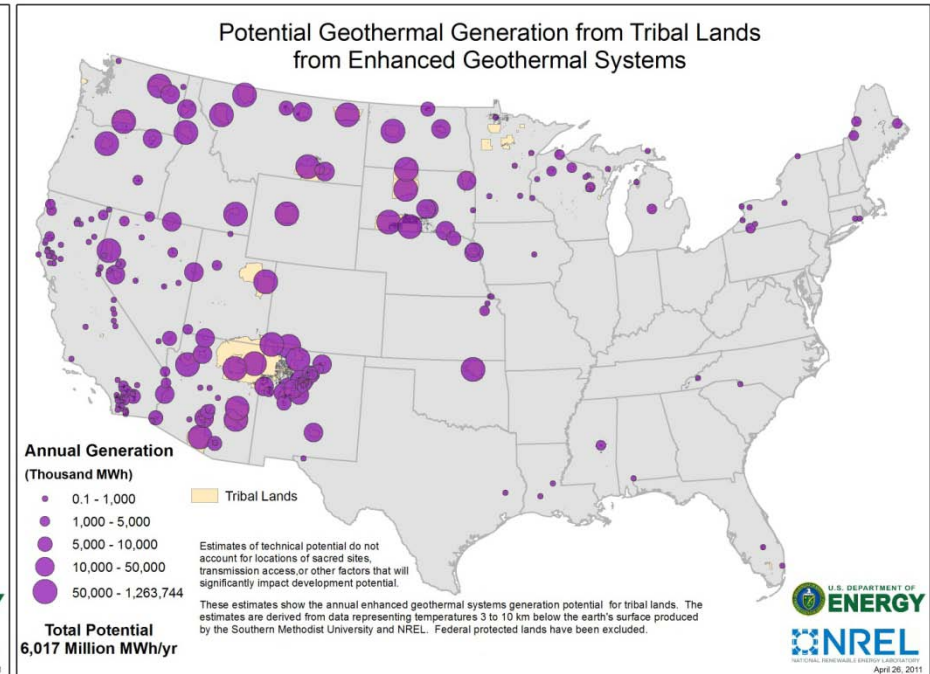 Potential Geothermal Generation from Tribal Lands
from Enhanced Geothermal Systems
Annual Generation
(Thousand MWh)
0.1 - 1,000
1,000 - 5,000
5,000 - 10,000
10,000 - 50,000
50,000 - 1,263,744
Total Potential
6,017 Million MWh/yr
Tribal Lands
Estimates of technical potential do not
account for locations of sacred sites,
transmission access,or other factors that will
significantly impact development potential.
These estimates show the annual enhanced geothermal systems generation potential for tribal lands. The
estimates are derived from data representing temperatures 3 to 10 km below the earth's surface produced
by the Southern Methodist University and NREL. Federal protected lands have been excluded.
U.S. DEPARTMENT OF
ENERGY
NREL
NATIONAL RENEWABLE ENERGY LABORATORY
April 26, 2011